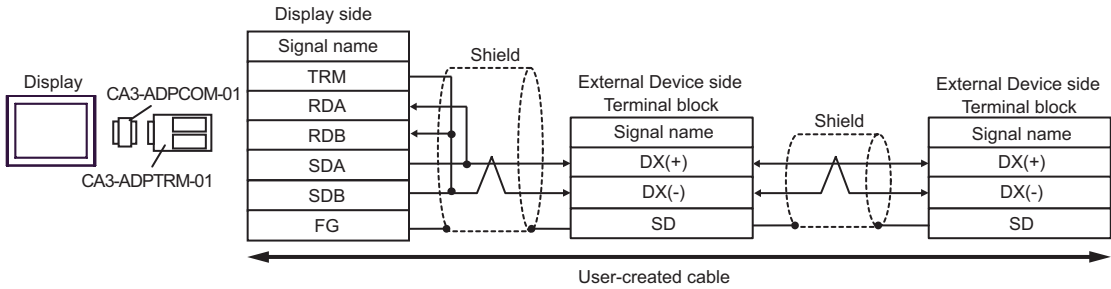 Display side
Signal name
TRM
RDA
RDB
SDA
SDB
FG
Shield
Display
CA3-ADPCOM-01
CA3-ADPTRM-01
External Device side
Terminal block
Signal name
DX(+)
DX(-)
SD
Shield
External Device side
Terminal block
Signal name
DX(+)
DX(-)
SD
User-created cable